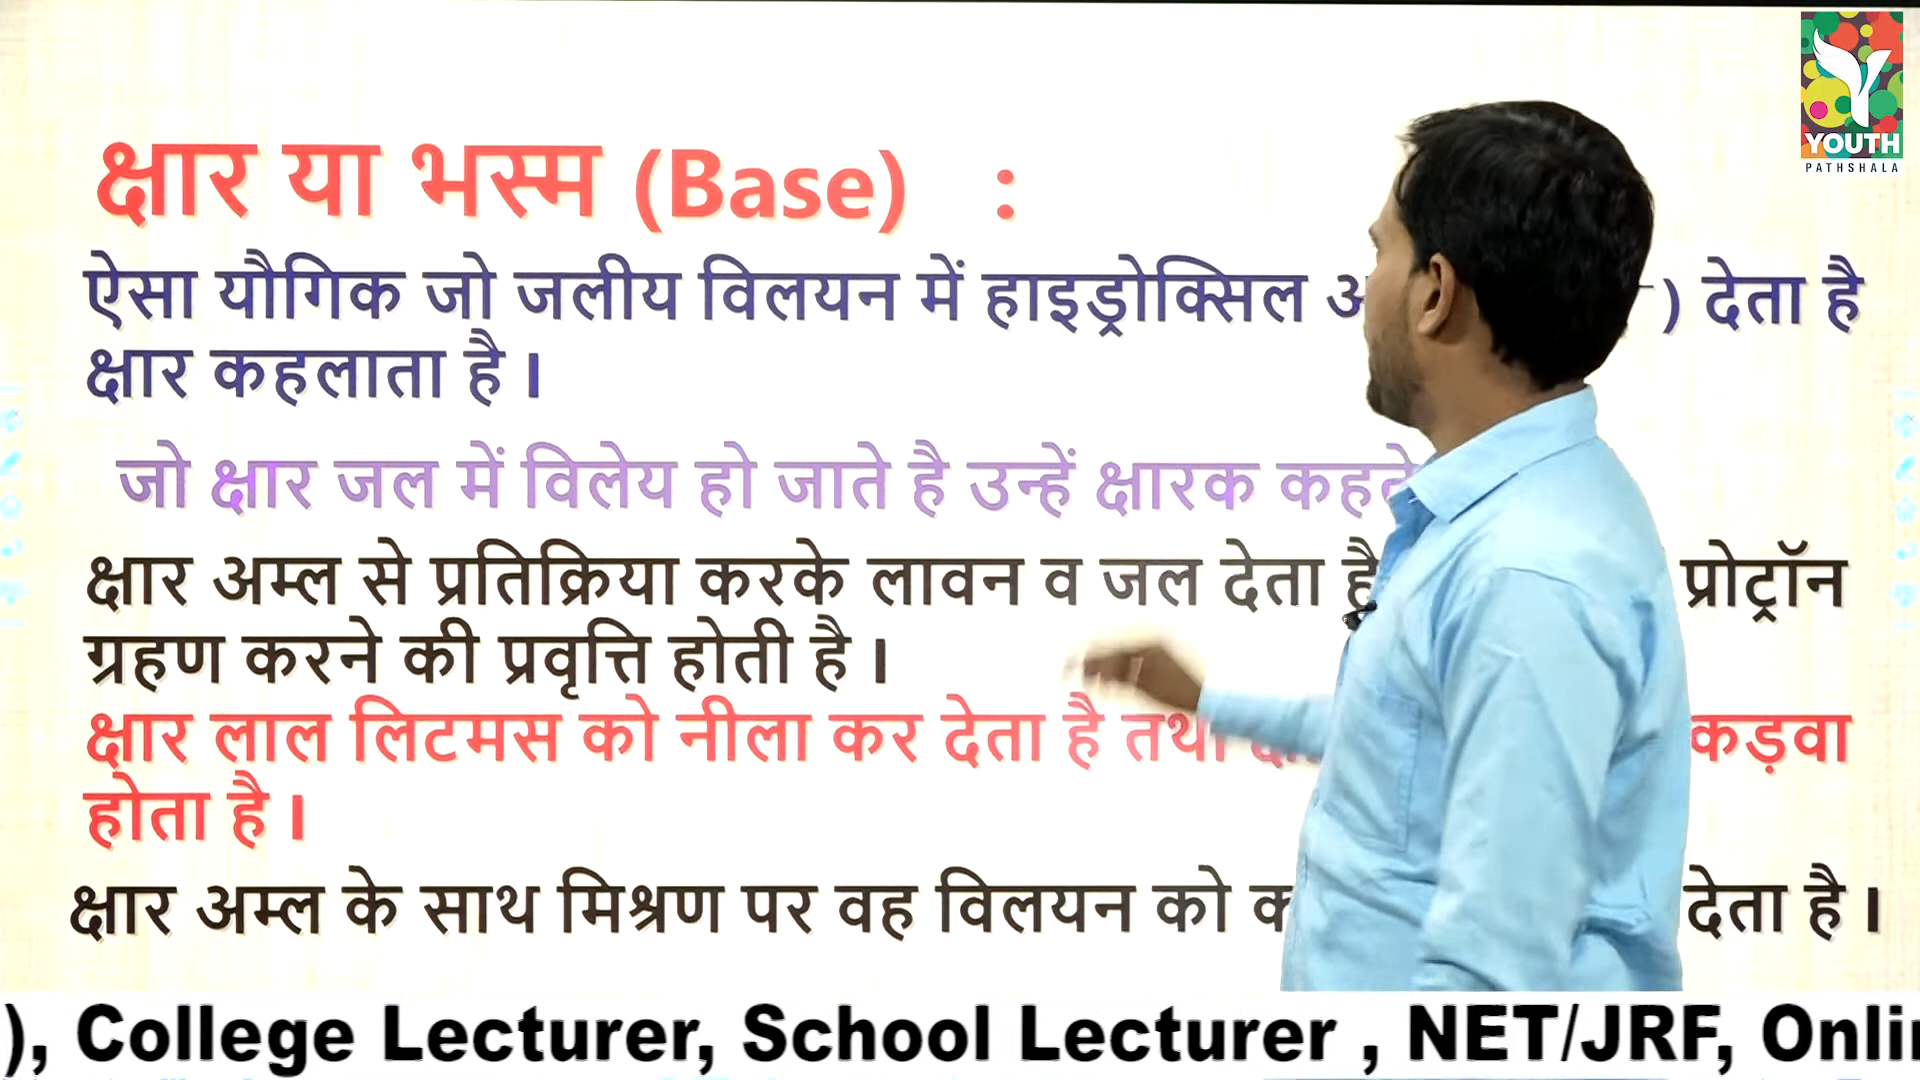 YOUTH
PATHSHALA
क्षार या भस्म (Base) :
ऐसा यौगिक जो जलीय विलयन में हाइड्रोक्सिल ) देता है
क्षार कहलाता है ।
जो क्षार जल में विलेय हो जाते है उन्हें क्षारक कहते
क्षार अम्ल से प्रतिक्रिया करके लावन व जल देता है प्रोट्रॉन
ग्रहण करने की प्रवृत्ति होती है ।
क्षार लाल लिटमस को नीला कर देता है तथा कड़वा
होता है ।
क्षार अम्ल के साथ मिश्रण पर वह विलयन को देता है ।
), College Lecturer, School Lecturer , NET/JRF,